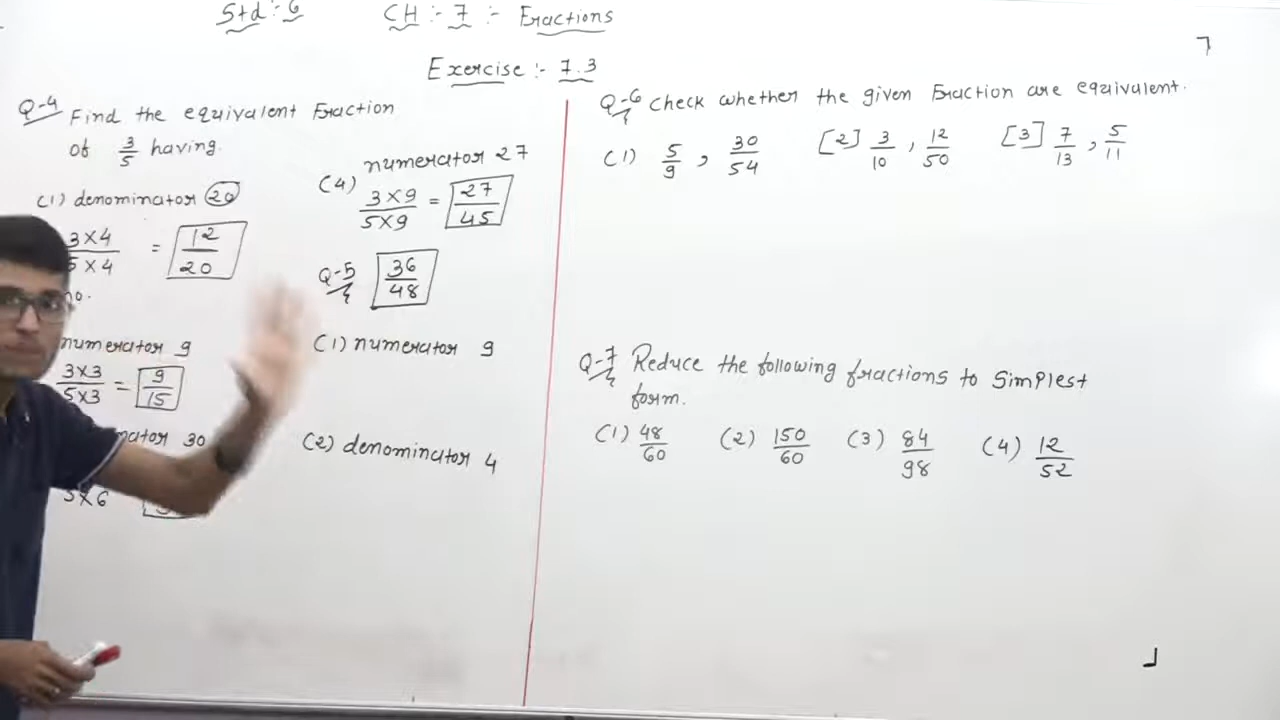 Std :- 6 CH :- 7 :- Fractions
Exercise :- 7.3
Q-4 Find the equivalent Fraction
of 3/5 having.
(1) denominator 20
3×4/5×4 = 12/20
no.
numerator 9
3×3/5×3 = 9/15
30
5×6
(4) numerator 27
3×9/5×9 = 27/45
Q-5 36/48
(1) numerator 9
(2) denominator 4
Q-6 Check whether the given Fraction are equivalent.
(1) 5/9 , 30/54 [2] 3/10 , 12/50 [3] 7/13 , 5/11
Q-7 Reduce the following fractions to Simplest
form.
(1) 48/60 (2) 150/60 (3) 84/98 (4) 12/52